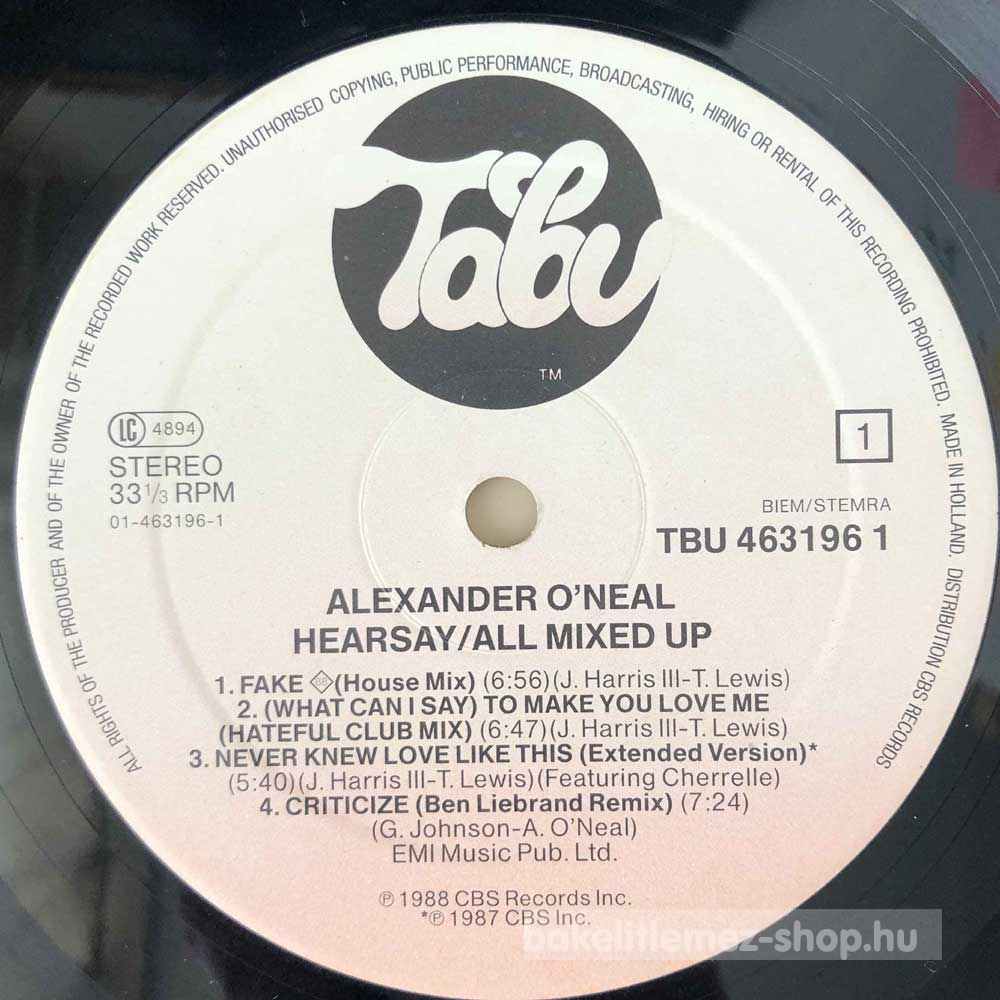 ALL RIGHTS OF THE PRODUCER AND OF THE OWNER OF THE RECORDED WORK RESERVED. UNAUTHORISED COPYING, PUBLIC PERFORMANCE, BROADCASTING, HIRING OR RENTAL OF THIS RECORDING PROHIBITED. MADE IN HOLLAND. DISTRIBUTION CBS RECORDS
Tabu
TM
LC 4894
STEREO
33 1/3 RPM
01-463196-1
1
BIEM/STEMRA
TBU 463196 1
ALEXANDER O'NEAL
HEARSAY/ALL MIXED UP
1. FAKE 88 (House Mix) (6:56)(J. Harris III-T. Lewis)
2. (WHAT CAN I SAY) TO MAKE YOU LOVE ME
(HATEFUL CLUB MIX) (6:47)(J. Harris III-T. Lewis)
3. NEVER KNEW LOVE LIKE THIS (Extended Version)*
(5:40)(J. Harris III-T. Lewis)(Featuring Cherrelle)
4. CRITICIZE (Ben Liebrand Remix) (7:24)
(G. Johnson-A. O'Neal)
EMI Music Pub. Ltd.
℗ 1988 CBS Records Inc.
*℗ 1987 CBS Inc.
bakelitlemez-shop.hu